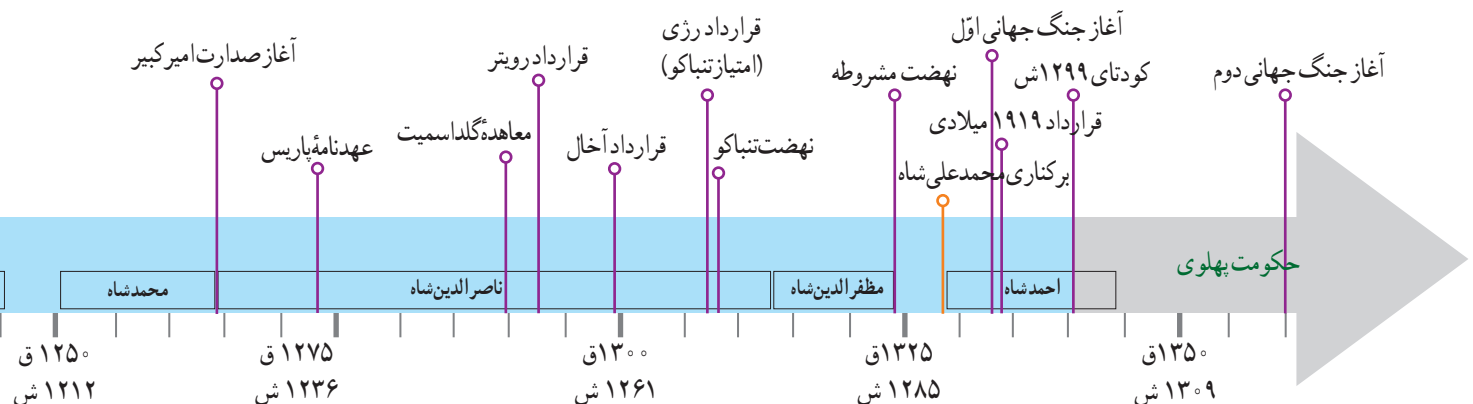 آغاز صدارت امیرکبیر
عهدنامهٔ پاریس
معاهدهٔ گلداسمیت
قرارداد رویتر
قرارداد آخال
قرارداد رژی
(امتیاز تنباکو)
نهضت تنباکو
نهضت مشروطه
برکناری محمدعلی شاه
آغاز جنگ جهانی اوّل
قرارداد ۱۹۱۹ میلادی
کودتای ۱۲۹۹ش
آغاز جنگ جهانی دوم
محمدشاه
ناصرالدین شاه
مظفرالدین شاه
احمدشاه
حکومت پهلوی
۱۲۵۰ ق
۱۲۱۲ ش
۱۲۷۵ ق
۱۲۳۶ ش
۱۳۰۰ق
۱۲۶۱ ش
۱۳۲۵ق
۱۲۸۵ ش
۱۳۵۰ق
۱۳۰۹ ش